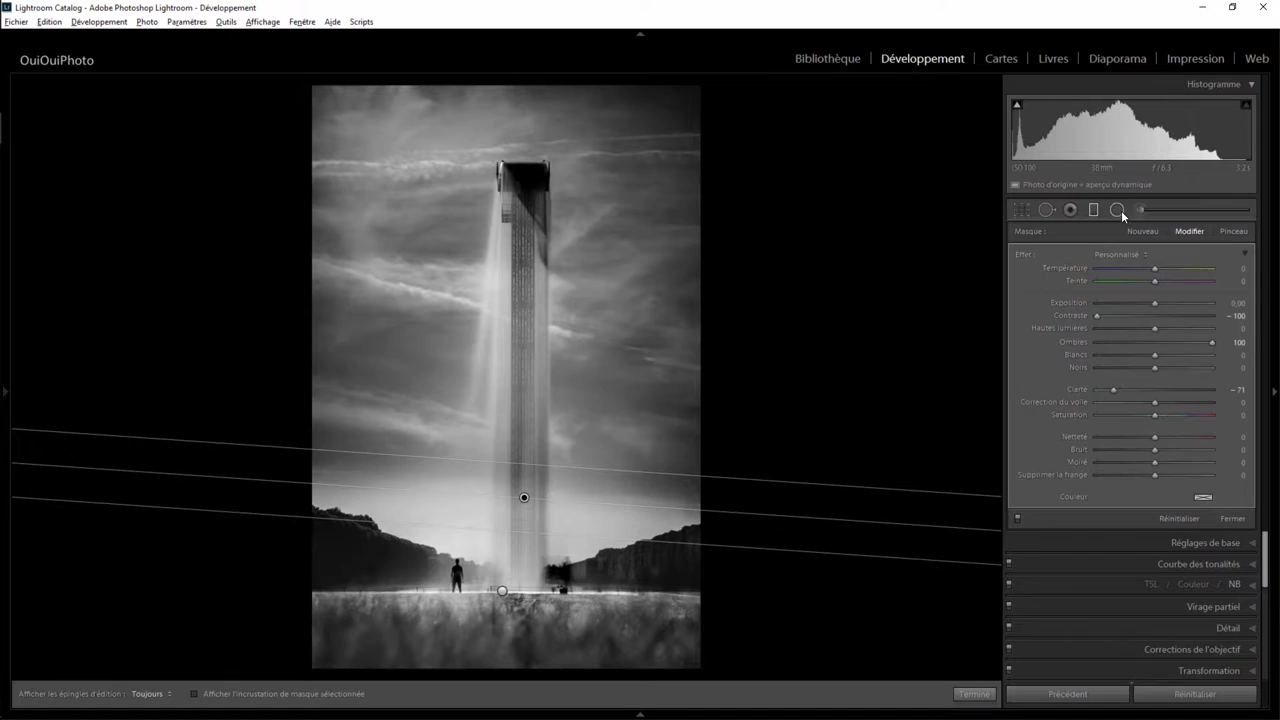 Lightroom Catalog - Adobe Photoshop Lightroom - Développement
Fichier Edition Développement Photo Paramètres Outils Affichage Fenêtre Aide Scripts
OuiOuiPhoto
Bibliothèque Développement Cartes Livres Diaporama Impression Web
Histogramme
ISO 100 38 mm ƒ / 6.3
Photo d'origine + aperçu dynamique
Masque : Nouveau Modifier Pinceau
Effet : Personnalisé
Température 0
Teinte 0
Exposition 0,00
Contraste - 100
Hautes lumières 0
Ombres 100
Blancs 0
Noirs 0
Clarté - 71
Correction du voile 0
Saturation 0
Netteté 0
Bruit 0
Moiré 0
Supprimer la frange 0
Couleur
Réinitialiser Fermer
Réglages de base
Courbe des tonalités
TSL / Couleur / NB
Virage partiel
Détail
Corrections de l'objectif
Transformation
Afficher les épingles d'édition : Toujours Afficher l'incrustation de masque sélectionnée Terminé
Précédent Réinitialiser